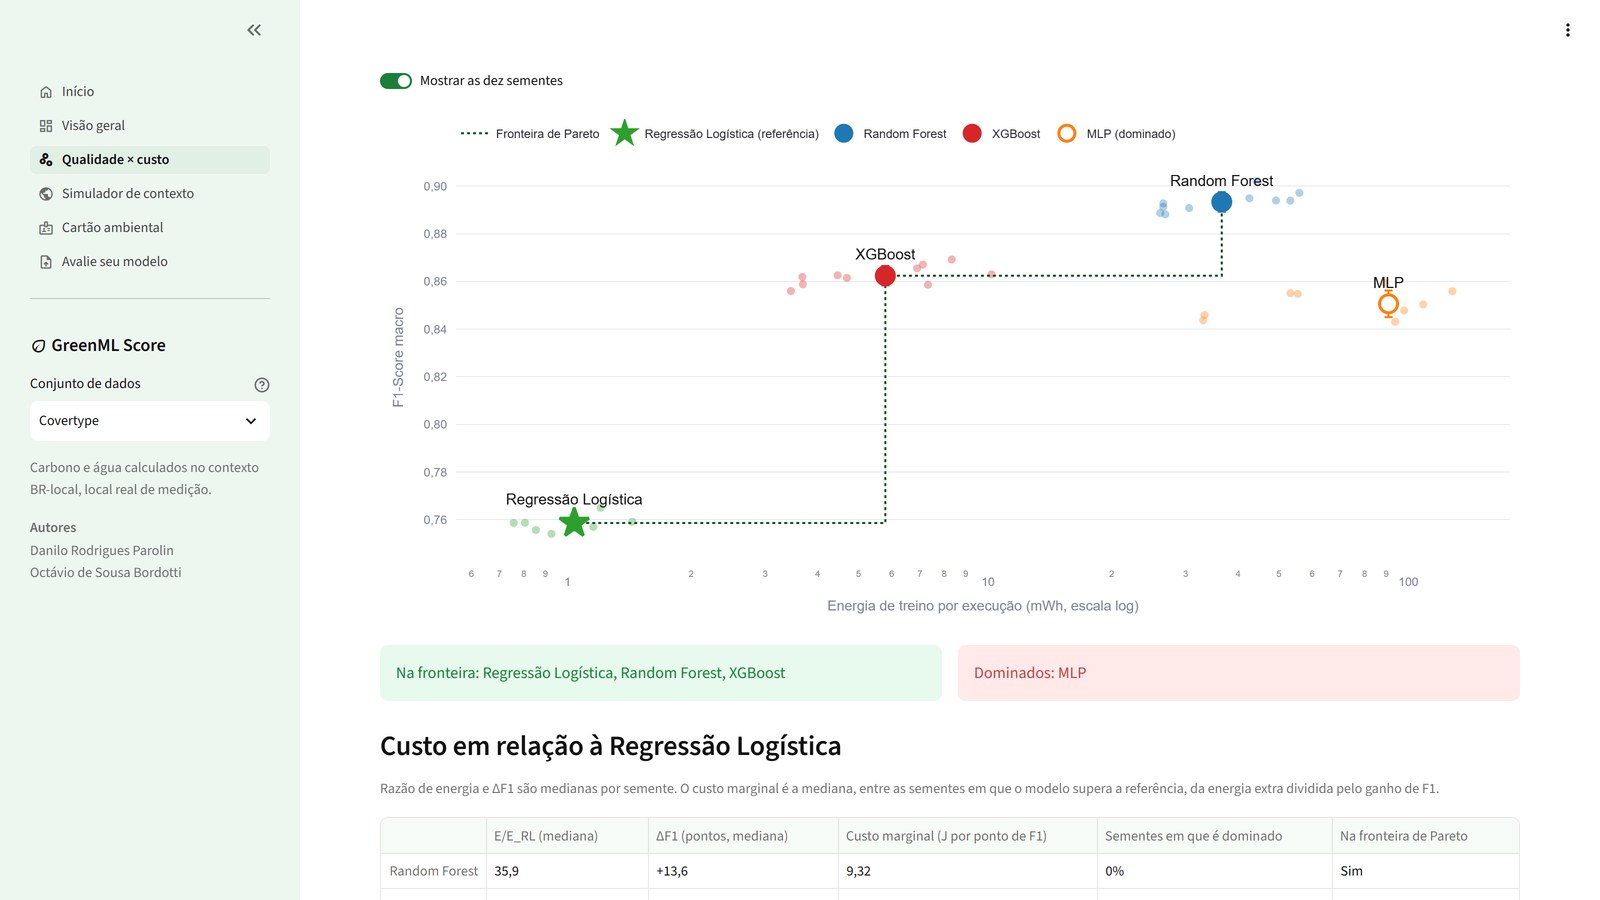 Início
Visão geral
Qualidade × custo
Simulador de contexto
Cartão ambiental
Avalie seu modelo
GreenML Score
Conjunto de dados
Covertype
Carbono e água calculados no contexto
BR-local, local real de medição.
Autores
Danilo Rodrigues Parolin
Octávio de Sousa Bordotti
Mostrar as dez sementes
Fronteira de Pareto Regressão Logística (referência) Random Forest XGBoost MLP (dominado)
F1-Score macro
0,90
0,88
0,86
0,84
0,82
0,80
0,78
0,76
Random Forest
XGBoost
MLP
Regressão Logística
6 7 8 9 1 2 3 4 5 6 7 8 9 10 2 3 4 5 6 7 8 9 100
Energia de treino por execução (mWh, escala log)
Na fronteira: Regressão Logística, Random Forest, XGBoost
Dominados: MLP
Custo em relação à Regressão Logística
Razão de energia e ΔF1 são medianas por semente. O custo marginal é a mediana, entre as sementes em que o modelo supera a referência, da energia extra dividida pelo ganho de F1.
E/E_RL (mediana) ΔF1 (pontos, mediana) Custo marginal (J por ponto de F1) Sementes em que é dominado Na fronteira de Pareto
Random Forest 35,9 +13,6 9,32 0% Sim